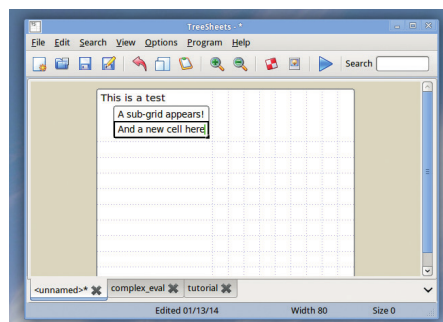 TreeSheets - *
File Edit Search View Options Program Help
Search
This is a test
A sub-grid appears!
And a new cell here
<unnamed>* complex_eval tutorial
Edited 01/13/14 Width 80 Size 0